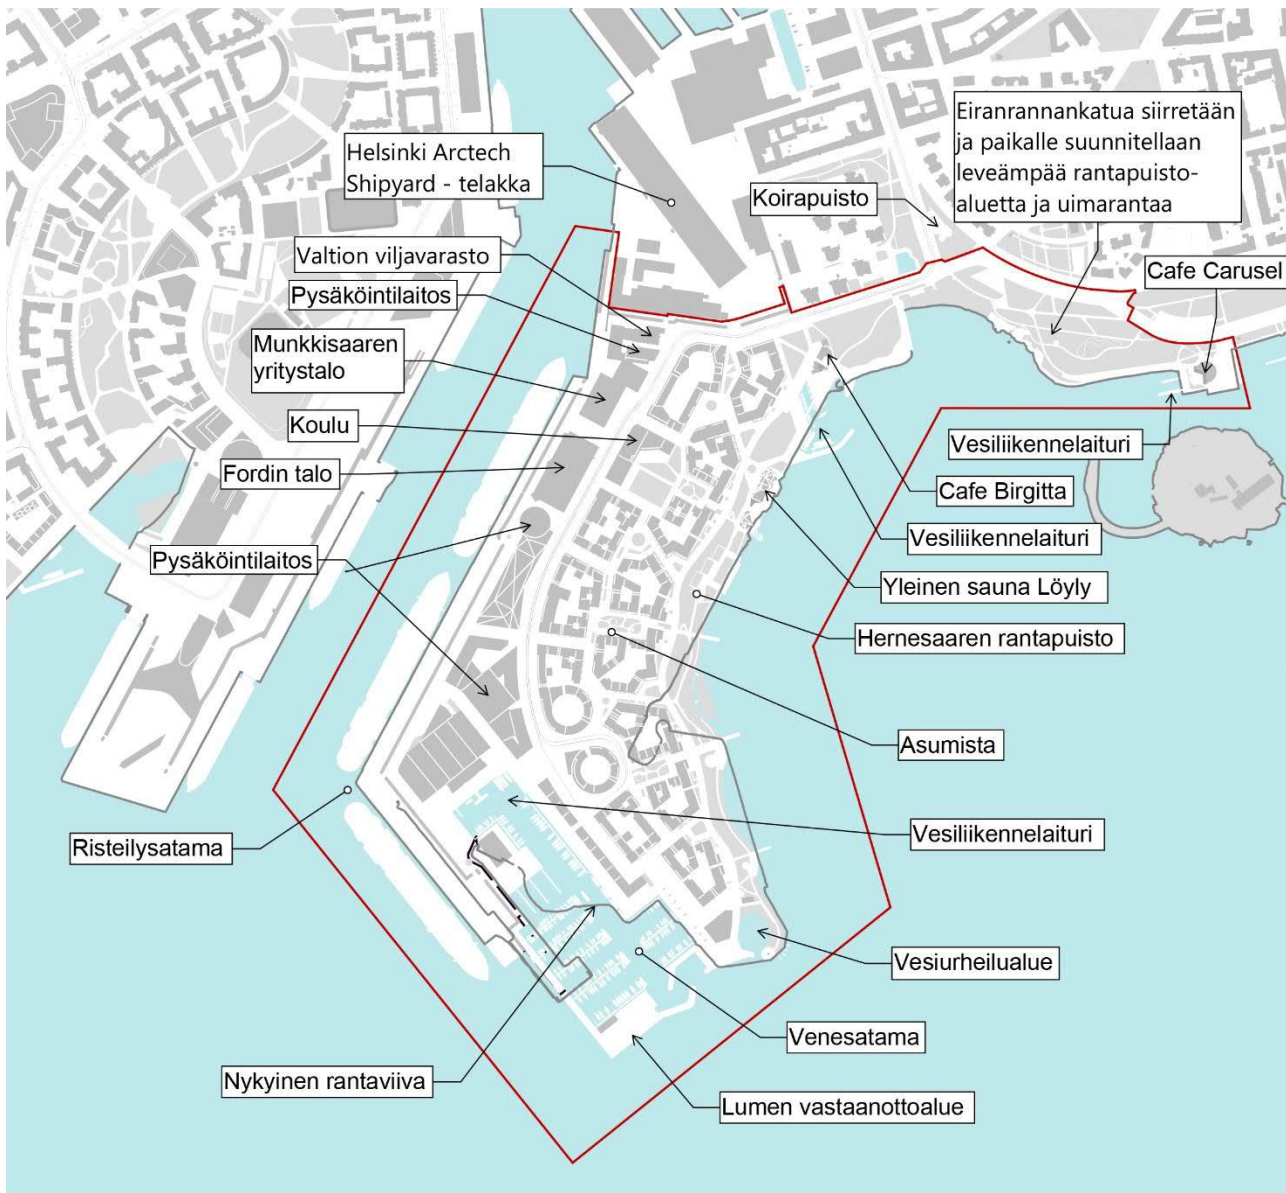 Eiranrannankatua siirretään
ja paikalle suunnitellaan
leveämpää rantapuisto-
aluetta ja uimarantaa
Helsinki Arctech
Shipyard - telakka
Koirapuisto
Valtion viljavarasto
Cafe Carusel
Pysäköintilaitos
Munkkisaaren
yritystalo
Koulu
Vesiliikennelaituri
Fordin talo
Cafe Birgitta
Vesiliikennelaituri
Pysäköintilaitos
Yleinen sauna Löyly
Hernesaaren rantapuisto
Asumista
Risteilysatama
Vesiliikennelaituri
Vesiurheilualue
Venesatama
Nykyinen rantaviiva
Lumen vastaanottoalue